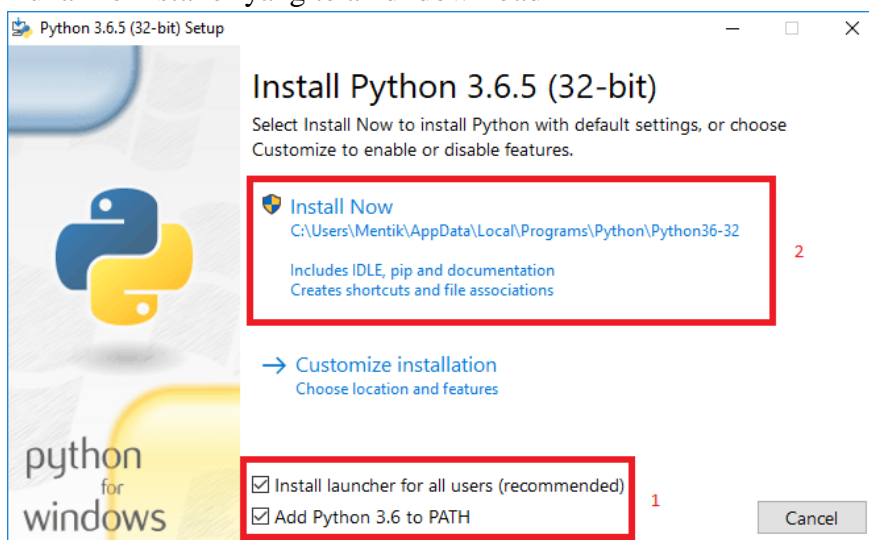 Python 3.6.5 (32-bit) Setup
Install Python 3.6.5 (32-bit)
Select Install Now to install Python with default settings, or choose
Customize to enable or disable features.
Install Now
C:\Users\Mentik\AppData\Local\Programs\Python\Python36-32
2
Includes IDLE, pip and documentation
Creates shortcuts and file associations
Customize installation
Choose location and features
python
for
windows
Install launcher for all users (recommended)
1
Add Python 3.6 to PATH
Cancel